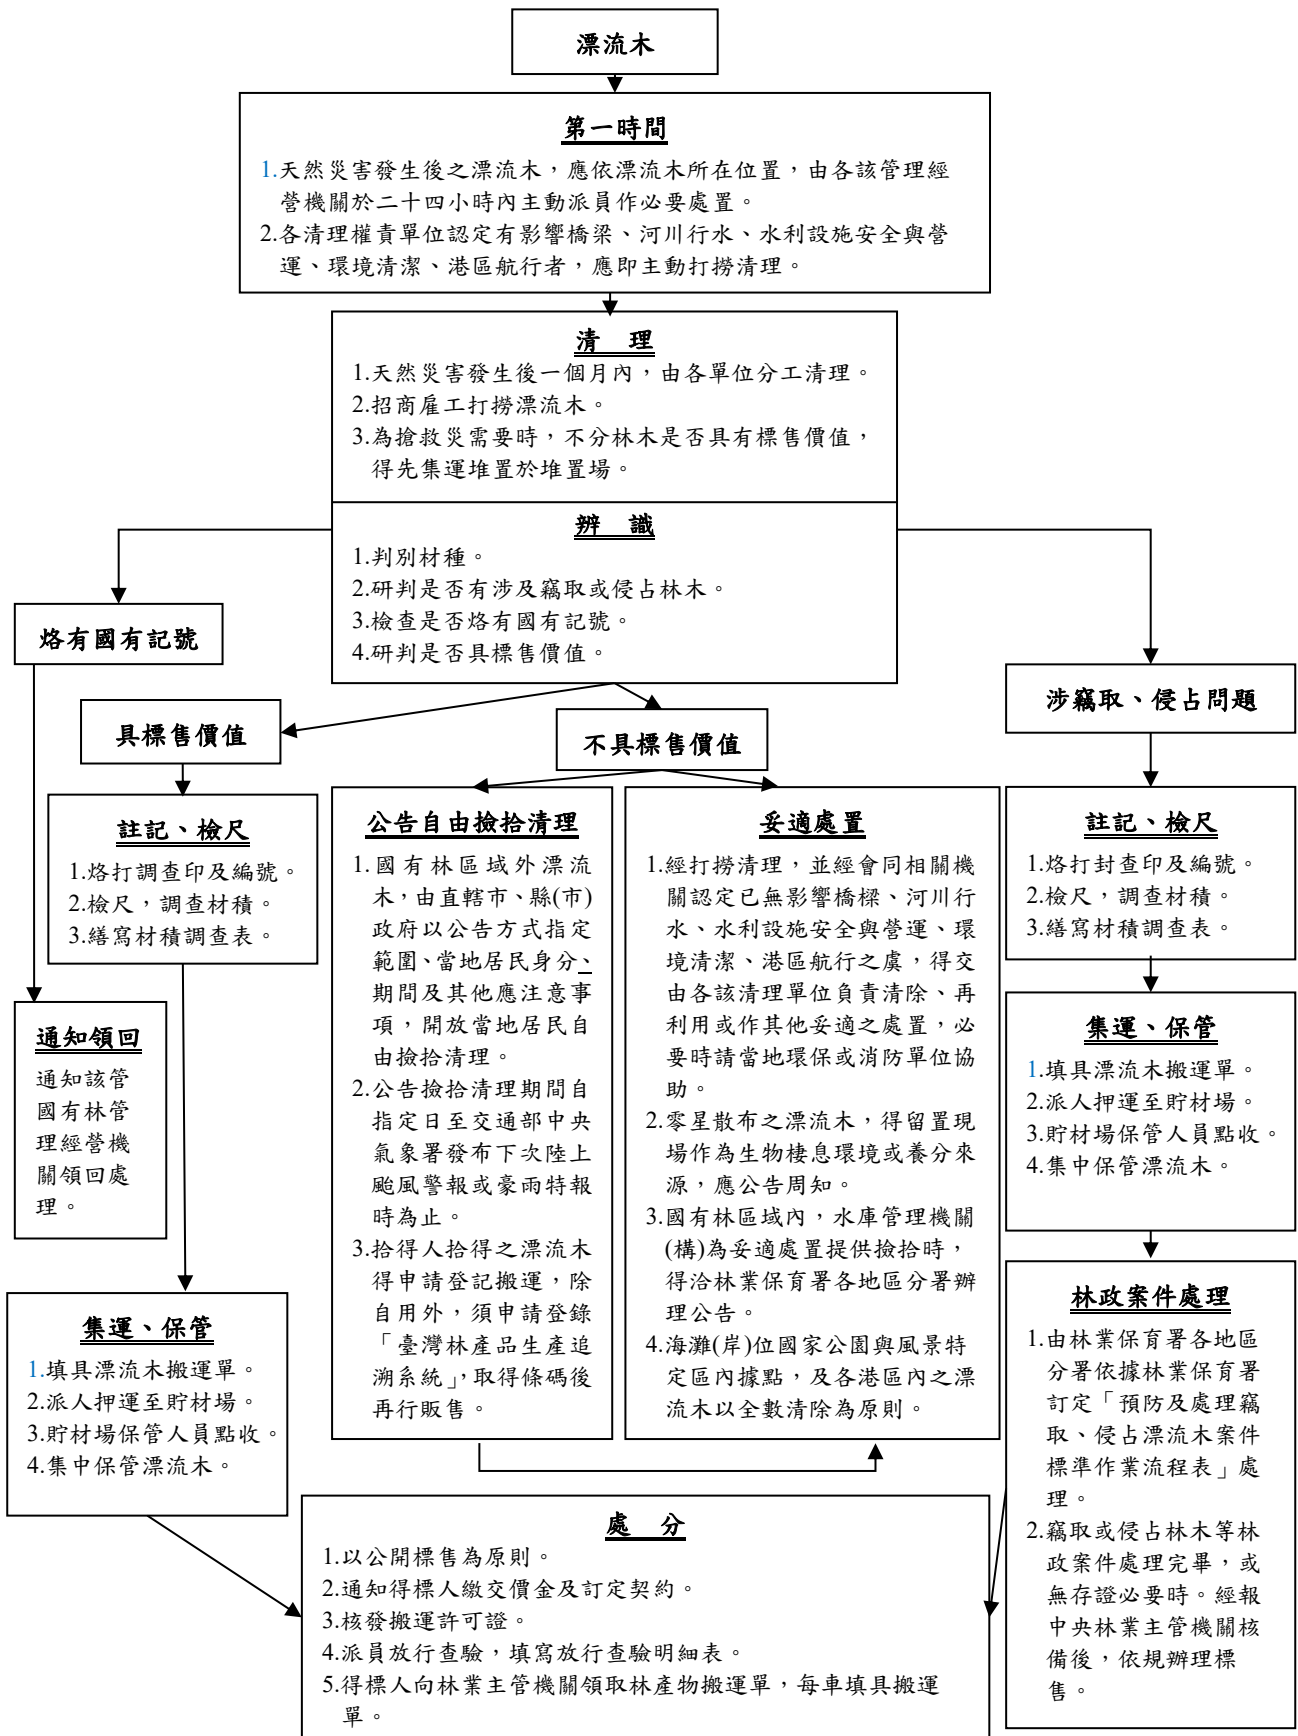 漂流木
第一時間
1.天然災害發生後之漂流木，應依漂流木所在位置，由各該管理經
營機關於二十四小時內主動派員作必要處置。
2.各清理權責單位認定有影響橋梁、河川行水、水利設施安全與營
運、環境清潔、港區航行者，應即主動打撈清理。
清 理
1.天然災害發生後一個月內，由各單位分工清理。
2.招商雇工打撈漂流木。
3.為搶救災需要時，不分林木是否具有標售價值，
得先集運堆置於堆置場。
辨 識
1.判別材種。
2.研判是否有涉及竊取或侵占林木。
3.檢查是否烙有國有記號。
4.研判是否具標售價值。
烙有國有記號
具標售價值
不具標售價值
涉竊取、侵占問題
通知領回
通知該管
國有林管
理經營機
關領回處
理。
註記、檢尺
1.烙打調查印及編號。
2.檢尺，調查材積。
3.繕寫材積調查表。
集運、保管
1.填具漂流木搬運單。
2.派人押運至貯材場。
3.貯材場保管人員點收。
4.集中保管漂流木。
公告自由撿拾清理
1. 國有林區域外漂流
木，由直轄市、縣(市)
政府以公告方式指定
範圍、當地居民身分、
期間及其他應注意事
項，開放當地居民自
由撿拾清理。
2. 公告撿拾清理期間自
指定日至交通部中央
氣象署發布下次陸上
颱風警報或豪雨特報
時為止。
3. 拾得人拾得之漂流木
得申請登記搬運，除
自用外，須申請登錄
「臺灣林產品生產追
溯系統」，取得條碼後
再行販售。
妥適處置
1.經打撈清理，並經會同相關機
關認定已無影響橋樑、河川行
水、水利設施安全與營運、環
境清潔、港區航行之虞，得交
由各該清理單位負責清除、再
利用或作其他妥適之處置，必
要時請當地環保或消防單位協
助。
2.零星散布之漂流木，得留置現
場作為生物棲息環境或養分來
源，應公告周知。
3.國有林區域內，水庫管理機關
(構)為妥適處置提供撿拾時，
得洽林業保育署各地區分署辦
理公告。
4.海灘(岸)位國家公園與風景特
定區內據點，及各港區內之漂
流木以全數清除為原則。
註記、檢尺
1.烙打封查印及編號。
2.檢尺，調查材積。
3.繕寫材積調查表。
集運、保管
1.填具漂流木搬運單。
2.派人押運至貯材場。
3.貯材場保管人員點收。
4.集中保管漂流木。
林政案件處理
1.由林業保育署各地區
分署依據林業保育署
訂定「預防及處理竊
取、侵占漂流木案件
標準作業流程表」處
理。
2.竊取或侵占林木等林
政案件處理完畢，或
無存證必要時。經報
中央林業主管機關核
備後，依規辦理標
售。
處 分
1.以公開標售為原則。
2.通知得標人繳交價金及訂定契約。
3.核發搬運許可證。
4.派員放行查驗，填寫放行查驗明細表。
5.得標人向林業主管機關領取林產物搬運單，每車填具搬運
單。